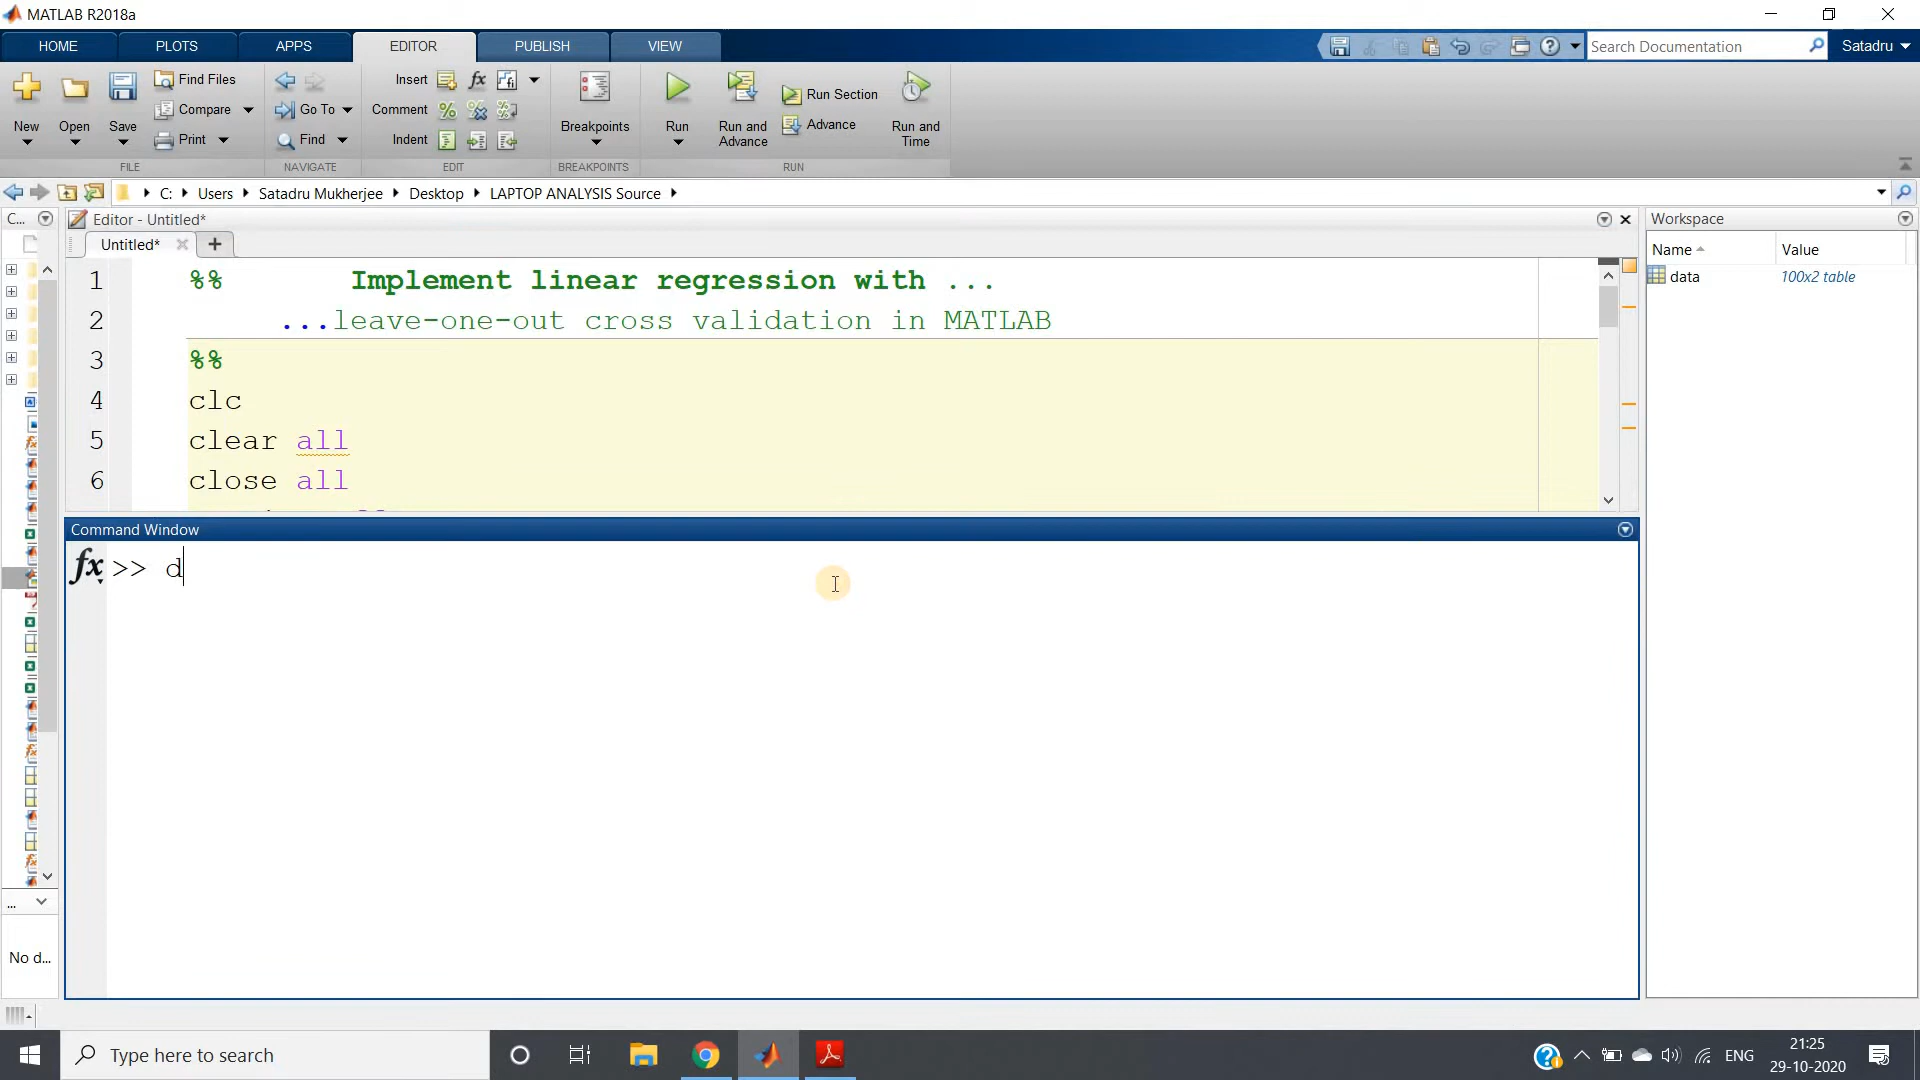 MATLAB R2018a
HOME PLOTS APPS EDITOR PUBLISH VIEW
Search Documentation Satadru
New Open Save Find Files Compare Print
FILE
Go To Find
NAVIGATE
Insert fx
Comment
Indent
EDIT
Breakpoints
BREAKPOINTS
Run Run and Advance Run Section Advance Run and Time
RUN
C: Users Satadru Mukherjee Desktop LAPTOP ANALYSIS Source
C...
Editor - Untitled*
Untitled*
1 %% Implement linear regression with ...
2 ...leave-one-out cross validation in MATLAB
3 %%
4 clc
5 clear all
6 close all
Command Window
fx >> d
Workspace
Name Value
data 100x2 table
...
No d...
Type here to search
ENG
21:25
29-10-2020